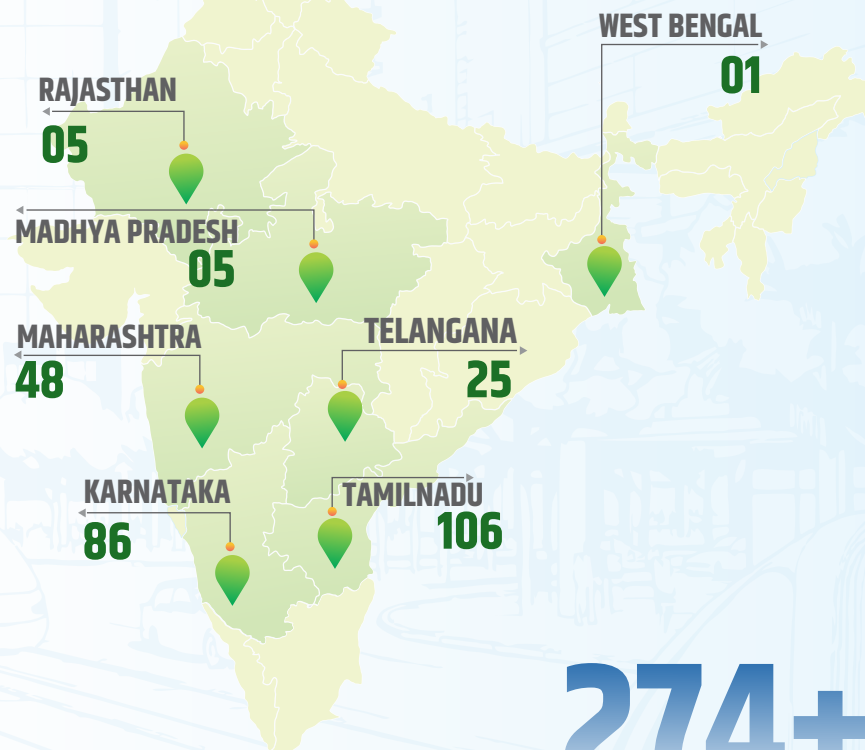 WEST BENGAL
01
RAJASTHAN
05
MADHYA PRADESH
05
MAHARASHTRA
48
TELANGANA
25
KARNATAKA
86
TAMILNADU
106
274+